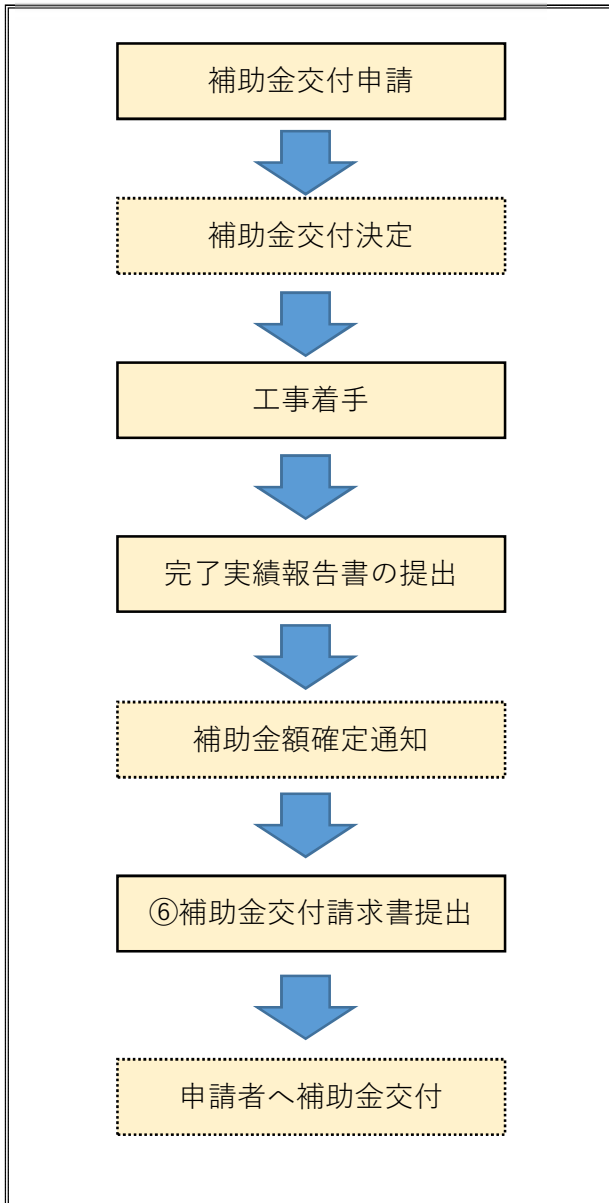 補助金交付申請
補助金交付決定
工事着手
完了実績報告書の提出
補助金額確定通知
⑥補助金交付請求書提出
申請者へ補助金交付